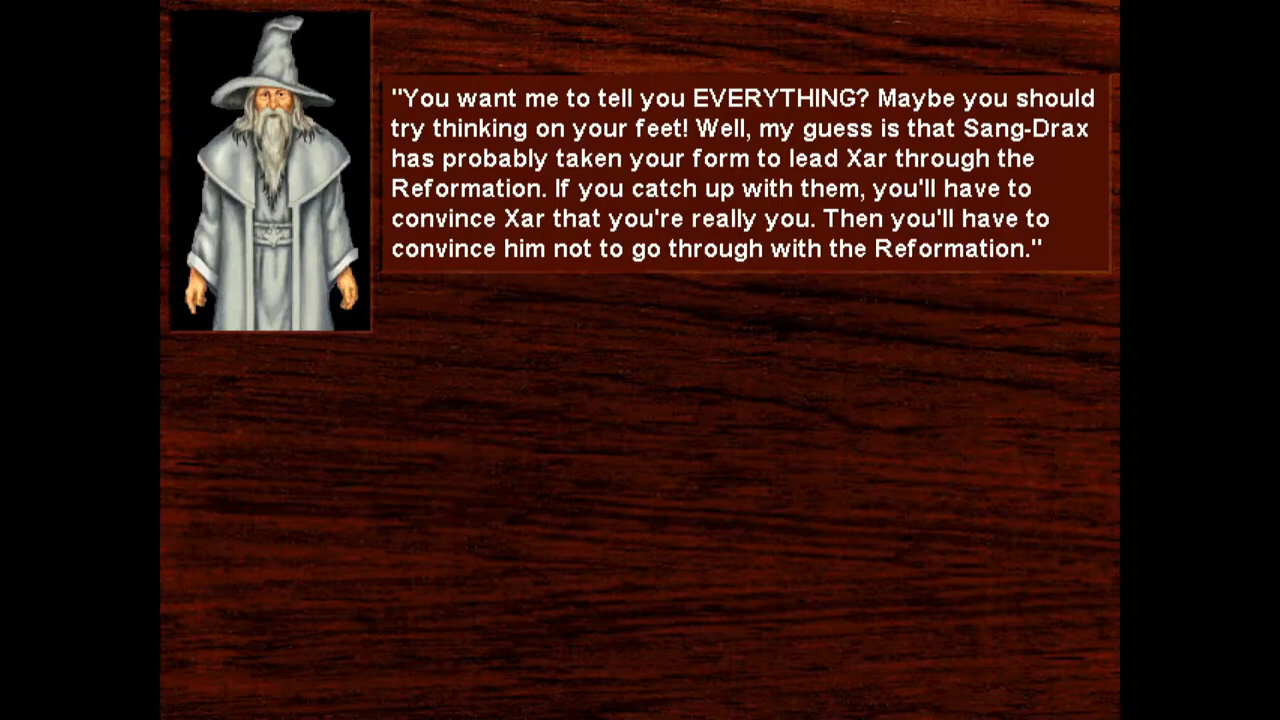 "You want me to tell you EVERYTHING? Maybe you should
try thinking on your feet! Well, my guess is that Sang-Drax
has probably taken your form to lead Xar through the
Reformation. If you catch up with them, you'll have to
convince Xar that you're really you. Then you'll have to
convince him not to go through with the Reformation."